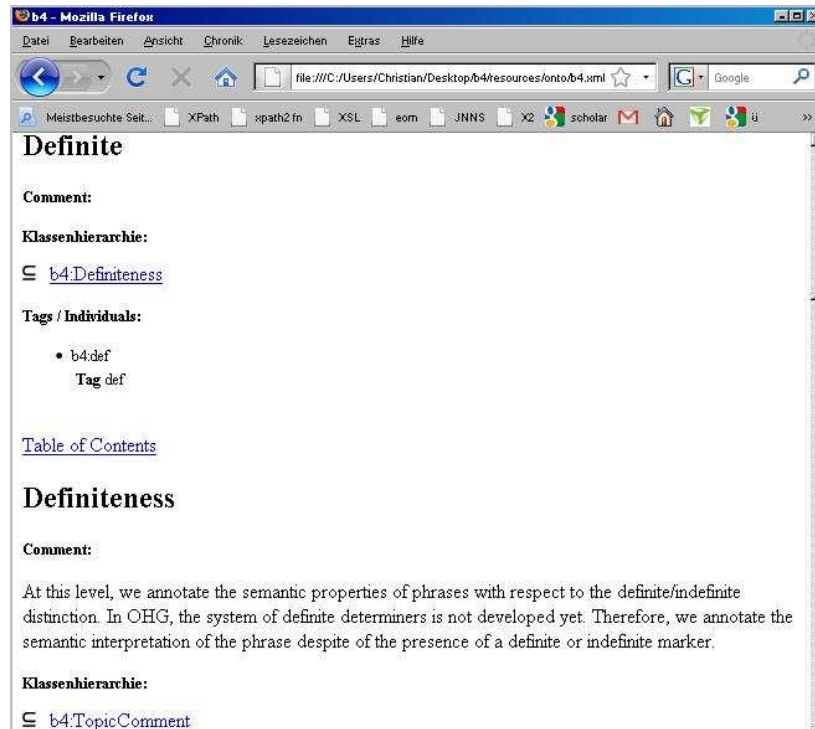 b4 - Mozilla Firefox
Datei Bearbeiten Ansicht Chronik Lesezeichen Extras Hilfe
file:///C:/Users/Christian/Desktop/b4/resources/onto/b4.xml G Google
Meistbesuchte Seit... XPath xpath2 fn XSL eom JNNS X2 scholar ü »
Definite
Comment:
Klassenhierarchie:
⊆ b4:Definiteness
Tags / Individuals:
• b4:def
Tag def
Table of Contents
Definiteness
Comment:
At this level, we annotate the semantic properties of phrases with respect to the definite/indefinite
distinction. In OHG, the system of definite determiners is not developed yet. Therefore, we annotate the
semantic interpretation of the phrase despite of the presence of a definite or indefinite marker.
Klassenhierarchie:
⊆ b4:TopicComment